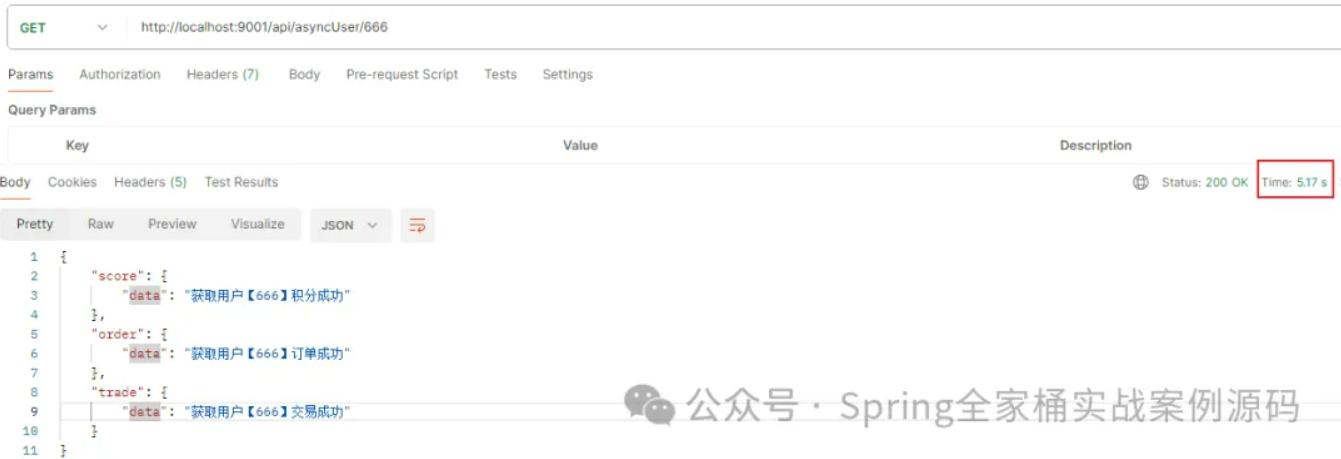 GET http://localhost:9001/api/asyncUser/666
Params Authorization Headers (7) Body Pre-request Script Tests Settings
Query Params
Key Value Description
Body Cookies Headers (5) Test Results Status: 200 OK Time: 5.17 s
Pretty Raw Preview Visualize JSON
1 {
2 "score": {
3 "data": "获取用户【666】积分成功"
4 },
5 "order": {
6 "data": "获取用户【666】订单成功"
7 },
8 "trade": {
9 "data": "获取用户【666】交易成功"
10 }
11 }
公众号 · Spring全家桶实战案例源码